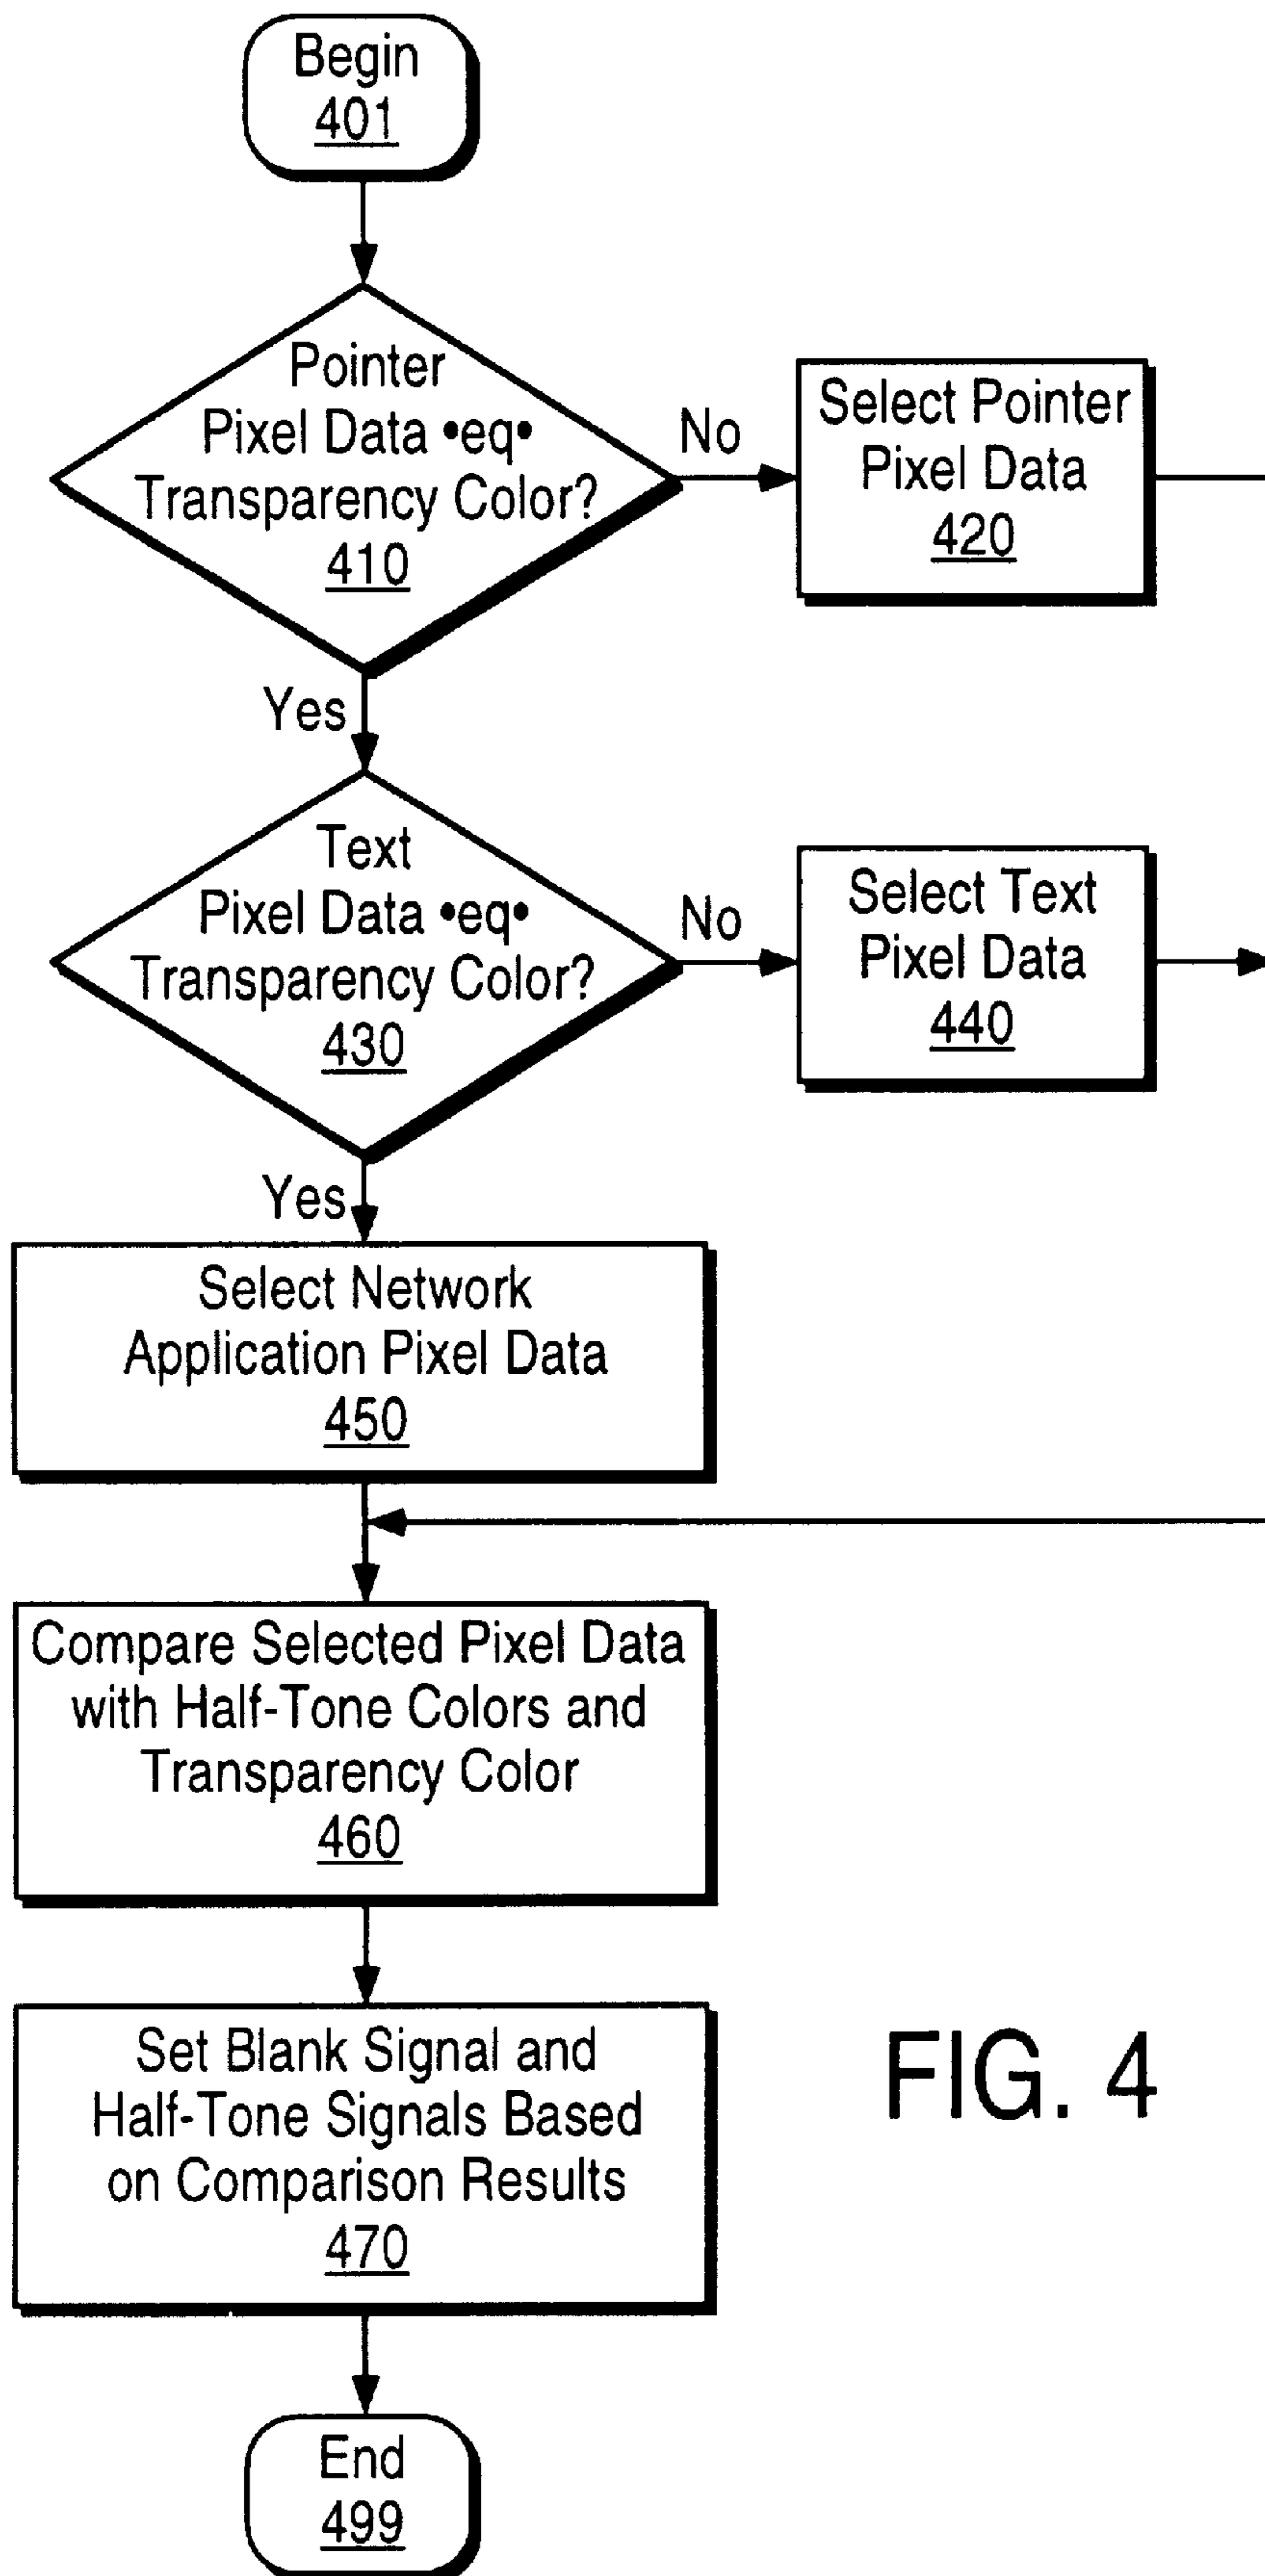 Begin
401
Pointer
Pixel Data •eq•
Transparency Color?
410
No
Select Pointer
Pixel Data
420
Yes
Text
Pixel Data •eq•
Transparency Color?
430
No
Select Text
Pixel Data
440
Yes
Select Network
Application Pixel Data
450
Compare Selected Pixel Data
with Half-Tone Colors and
Transparency Color
460
Set Blank Signal and
Half-Tone Signals Based
on Comparison Results
470
FIG. 4
End
499